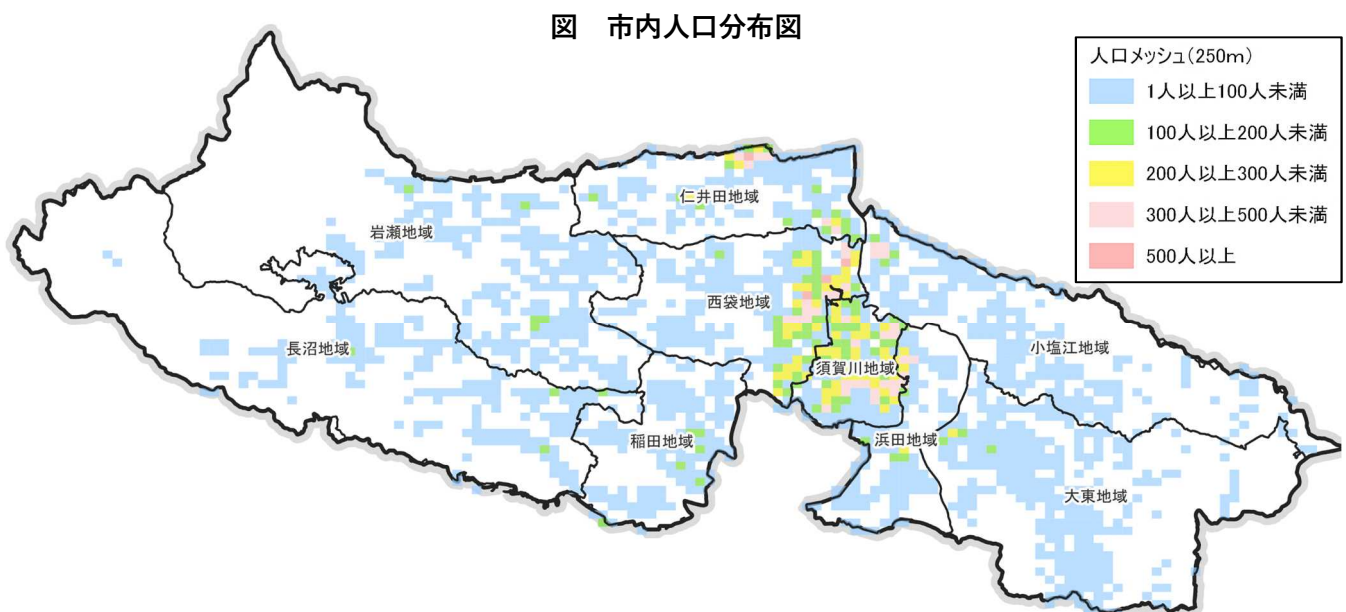 図　市内人口分布図
人口メッシュ(250m)
1人以上100人未満
100人以上200人未満
200人以上300人未満
300人以上500人未満
500人以上
仁井田地域
岩瀬地域
西袋地域
長沼地域
小塩江地域
須賀川地域
稲田地域
浜田地域
大東地域